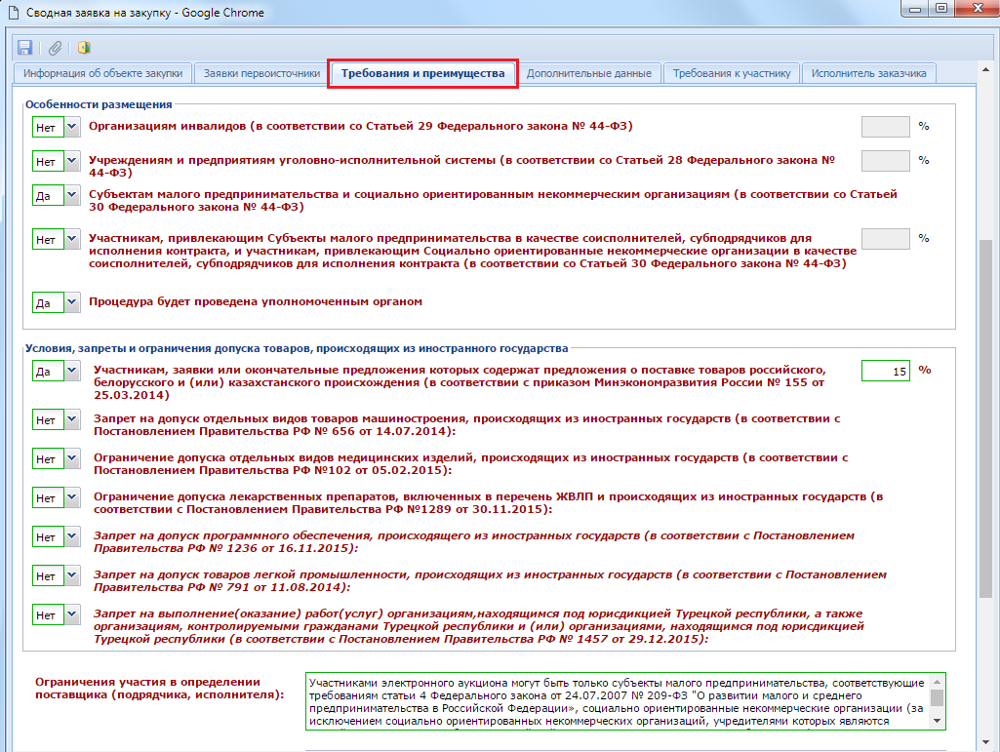 Сводная заявка на закупку - Google Chrome
Информация об объекте закупки
Заявки первоисточники
Требования и преимущества
Дополнительные данные
Требования к участнику
Исполнитель заказчика
Особенности размещения
Нет Организациям инвалидов (в соответствии со Статьей 29 Федерального закона № 44-ФЗ) %
Нет Учреждениям и предприятиям уголовно-исполнительной системы (в соответствии со Статьей 28 Федерального закона № %
44-ФЗ)
Да Субъектам малого предпринимательства и социально ориентированным некоммерческим организациям (в соответствии со Статьей
30 Федерального закона № 44-ФЗ)
Нет Участникам, привлекающим Субъекты малого предпринимательства в качестве соисполнителей, субподрядчиков для %
исполнения контракта, и участникам, привлекающим Социально ориентированные некоммерческие организации в качестве
соисполнителей, субподрядчиков для исполнения контракта (в соответствии со Статьей 30 Федерального закона № 44-ФЗ)
Да Процедура будет проведена уполномоченным органом
Условия, запреты и ограничения допуска товаров, происходящих из иностранного государства
Да Участникам, заявки или окончательные предложения которых содержат предложения о поставке товаров российского, 15 %
белорусского и (или) казахстанского происхождения (в соответствии с приказом Минэкономразвития России № 155 от
25.03.2014)
Нет Запрет на допуск отдельных видов товаров машиностроения, происходящих из иностранных государств (в соответствии с
Постановлением Правительства РФ № 656 от 14.07.2014):
Нет Ограничение допуска отдельных видов медицинских изделий, происходящих из иностранных государств (в соответствии с
Постановлением Правительства РФ №102 от 05.02.2015):
Нет Ограничение допуска лекарственных препаратов, включенных в перечень ЖВЛП и происходящих из иностранных государств (в
соответствии с Постановлением Правительства РФ №1289 от 30.11.2015):
Нет Запрет на допуск программного обеспечения, происходящего из иностранных государств (в соответствии с Постановлением
Правительства РФ № 1236 от 16.11.2015):
Нет Запрет на допуск товаров легкой промышленности, происходящих из иностранных государств (в соответствии с Постановлением
Правительства РФ № 791 от 11.08.2014):
Нет Запрет на выполнение(оказание) работ(услуг) организациям,находящимся под юрисдикцией Турецкой республики, а также
организациям, контролируемыми гражданами Турецкой республики и (или) организациями, находящимся под юрисдикцией
Турецкой республики (в соответствии с Постановлением Правительства РФ № 1457 от 29.12.2015):
Ограничения участия в определении
поставщика (подрядчика, исполнителя):
Участниками электронного аукциона могут быть только субъекты малого предпринимательства, соответствующие
требованиям статьи 4 Федерального закона от 24.07.2007 № 209-ФЗ "О развитии малого и среднего
предпринимательства в Российской Федерации», социально ориентированные некоммерческие организации (за
исключением социально ориентированных некоммерческих организаций, учредителями которых являются